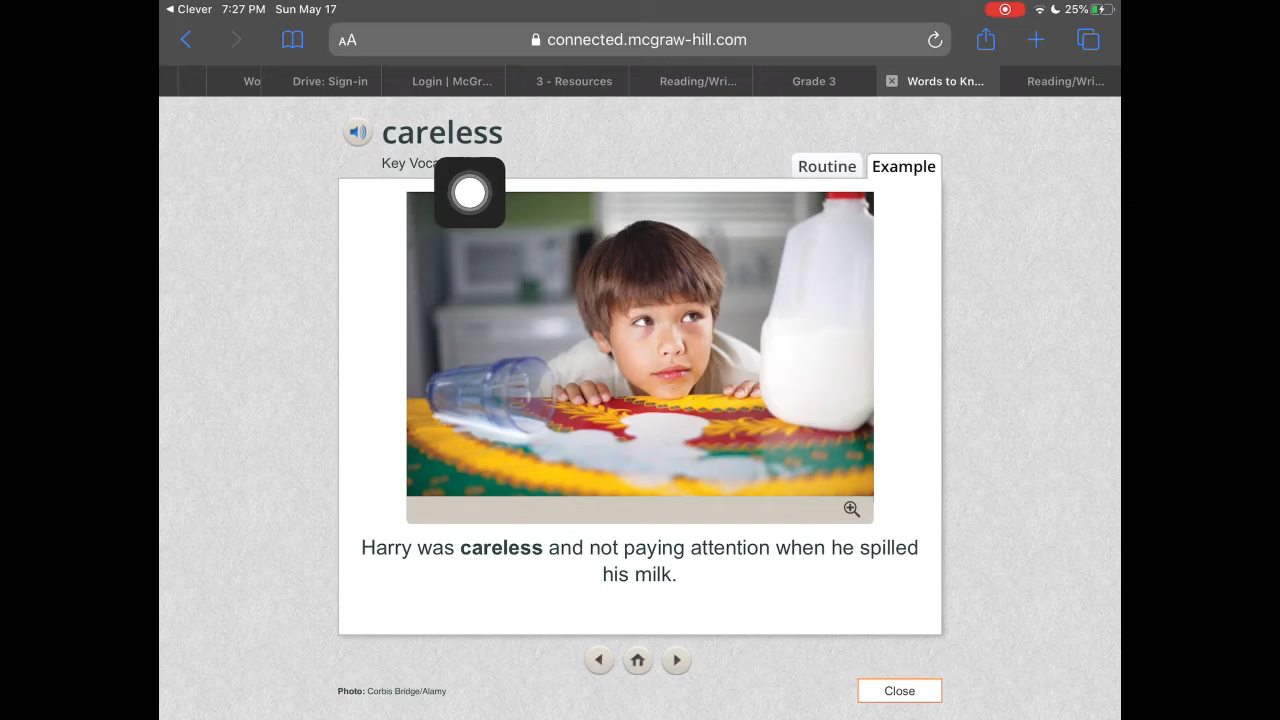 Clever 7:27 PM Sun May 17 25%
AA connected.mcgraw-hill.com
Wo Drive: Sign-in Login | McGr... 3 - Resources Reading/Wri... Grade 3 Words to Kn... Reading/Wri...
careless
Key Voca
Routine Example
Harry was careless and not paying attention when he spilled
his milk.
Photo: Corbis Bridge/Alamy
Close